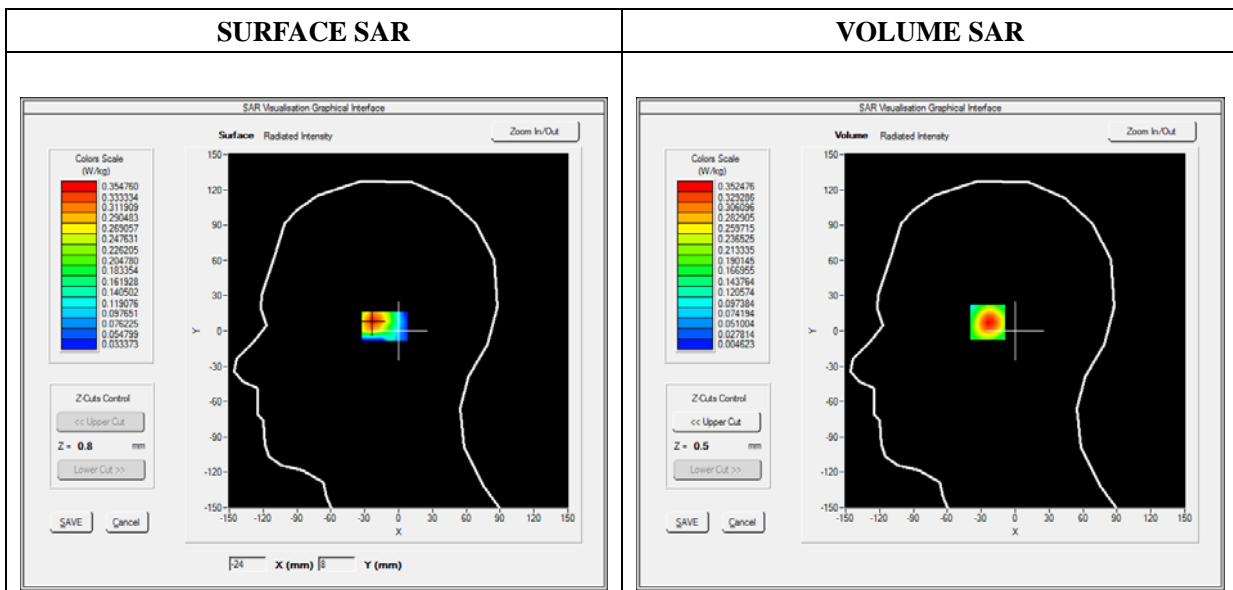 SURFACE SAR
VOLUME SAR
SAR Visualisation Graphical Interface
Surface Radiated Intensity
Zoom In/Out
Colors Scale
(W/kg)
0.354760
0.333334
0.311909
0.290483
0.269057
0.247631
0.226205
0.204780
0.183354
0.161928
0.140502
0.119076
0.097651
0.076225
0.054799
0.033373
150
120
90
60
30
0
-30
-60
-90
-120
-150
Y
-150 -120 -90 -60 -30 0 30 60 90 120 150
X
Z-Cuts Control
<< Upper Cut
Z = 0.8 mm
Lower Cut >>
SAVE Cancel
-24 X (mm) 8 Y (mm)
SAR Visualisation Graphical Interface
Volume Radiated Intensity
Zoom In/Out
Colors Scale
(W/kg)
0.352476
0.329286
0.306096
0.282905
0.259715
0.236525
0.213335
0.190145
0.166955
0.143764
0.120574
0.097384
0.074194
0.051004
0.027814
0.004623
150
120
90
60
30
0
-30
-60
-90
-120
-150
Y
-150 -120 -90 -60 -30 0 30 60 90 120 150
X
Z-Cuts Control
<< Upper Cut
Z = 0.5 mm
Lower Cut >>
SAVE Cancel